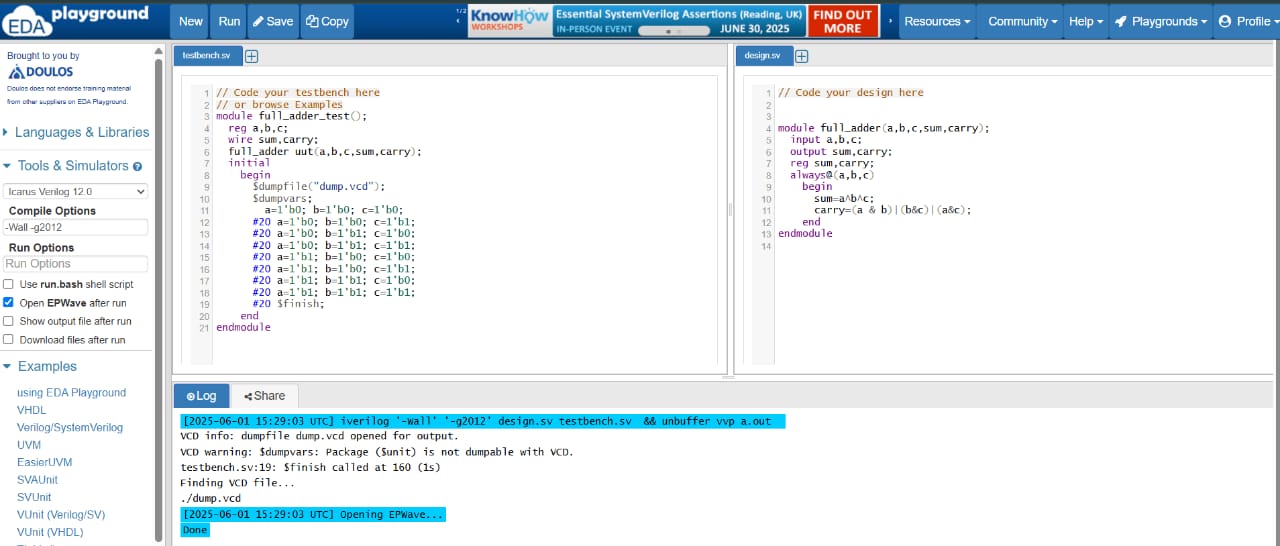 EDA playground
New
Run
Save
Copy
1/2
KnowHow
WORKSHOPS
Essential SystemVerilog Assertions (Reading, UK)
IN-PERSON EVENT
JUNE 30, 2025
FIND OUT
MORE
Resources
Community
Help
Playgrounds
Profile
Brought to you by
DOULOS
Doulos does not endorse training material
from other suppliers on EDA Playground.
Languages & Libraries
Tools & Simulators
Icarus Verilog 12.0
Compile Options
-Wall -g2012
Run Options
Run Options
Use run.bash shell script
Open EPWave after run
Show output file after run
Download files after run
Examples
using EDA Playground
VHDL
Verilog/SystemVerilog
UVM
EasierUVM
SVAUnit
SVUnit
VUnit (Verilog/SV)
VUnit (VHDL)
testbench.sv
1 // Code your testbench here
2 // or browse Examples
3 module full_adder_test();
4 reg a,b,c;
5 wire sum,carry;
6 full_adder uut(a,b,c,sum,carry);
7 initial
8 begin
9 $dumpfile("dump.vcd");
10 $dumpvars;
11 a=1'b0; b=1'b0; c=1'b0;
12 #20 a=1'b0; b=1'b0; c=1'b1;
13 #20 a=1'b0; b=1'b1; c=1'b0;
14 #20 a=1'b0; b=1'b1; c=1'b1;
15 #20 a=1'b1; b=1'b0; c=1'b0;
16 #20 a=1'b1; b=1'b0; c=1'b1;
17 #20 a=1'b1; b=1'b1; c=1'b0;
18 #20 a=1'b1; b=1'b1; c=1'b1;
19 #20 $finish;
20 end
21 endmodule
design.sv
1 // Code your design here
2
3
4 module full_adder(a,b,c,sum,carry);
5 input a,b,c;
6 output sum,carry;
7 reg sum,carry;
8 always@(a,b,c)
9 begin
10 sum=a^b^c;
11 carry=(a & b)|(b&c)|(a&c);
12 end
13 endmodule
14
Log
Share
[2025-06-01 15:29:03 UTC] iverilog '-Wall' '-g2012' design.sv testbench.sv && unbuffer vvp a.out
VCD info: dumpfile dump.vcd opened for output.
VCD warning: $dumpvars: Package ($unit) is not dumpable with VCD.
testbench.sv:19: $finish called at 160 (1s)
Finding VCD file...
./dump.vcd
[2025-06-01 15:29:03 UTC] Opening EPWave...
Done